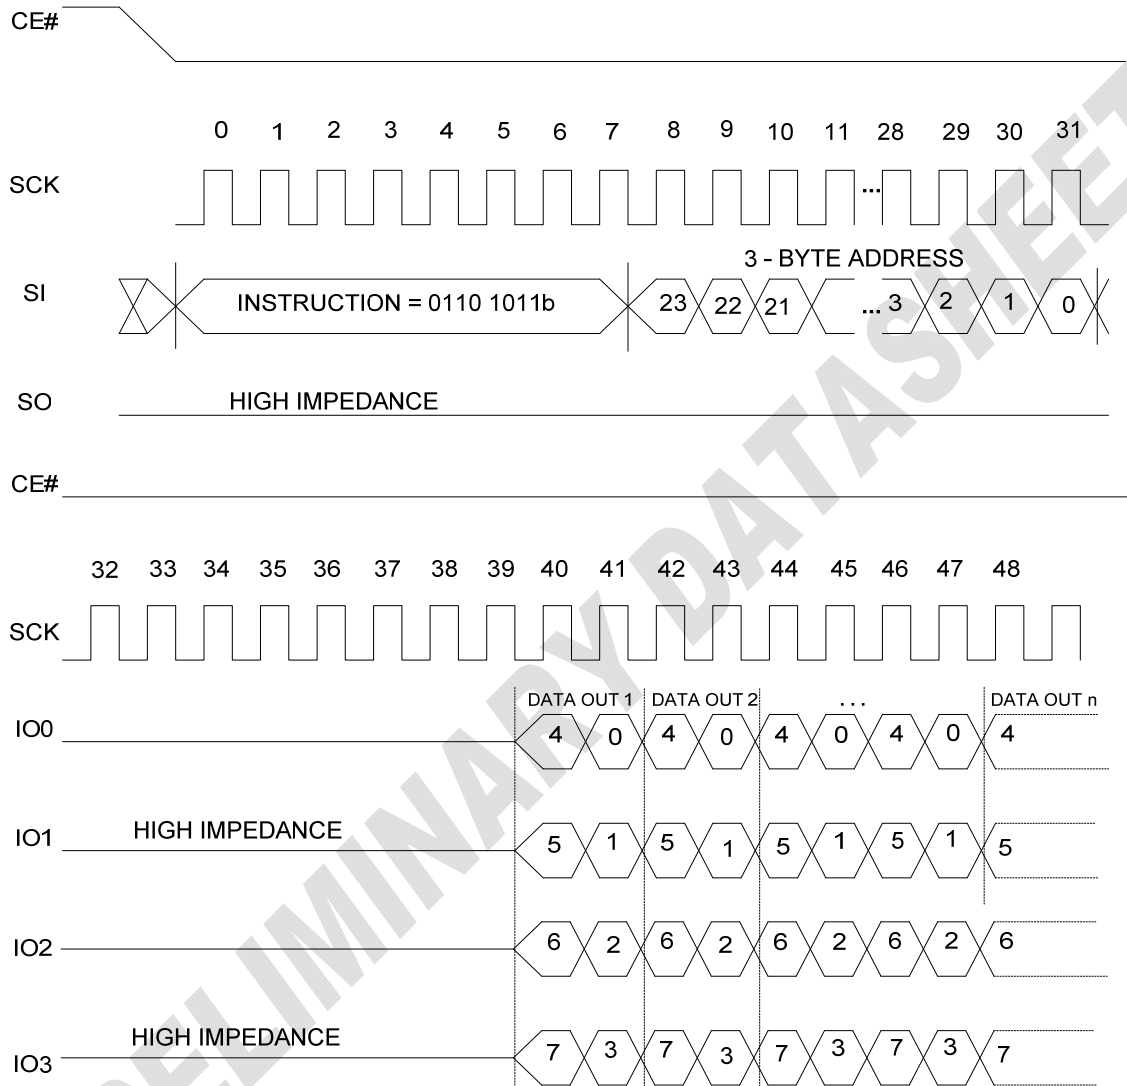 CE#
0 1 2 3 4 5 6 7 8 9 10 11 28 29 30 31
SCK ...
3 - BYTE ADDRESS
SI INSTRUCTION = 0110 1011b 23 22 21 ... 3 2 1 0
SO HIGH IMPEDANCE
CE#
32 33 34 35 36 37 38 39 40 41 42 43 44 45 46 47 48
SCK
DATA OUT 1 DATA OUT 2 ... DATA OUT n
IO0 4 0 4 0 4 0 4 0 4
IO1 HIGH IMPEDANCE 5 1 5 1 5 1 5 1 5
IO2 6 2 6 2 6 2 6 2 6
IO3 HIGH IMPEDANCE 7 3 7 3 7 3 7 3 7
ELIMINARY DATASHEET